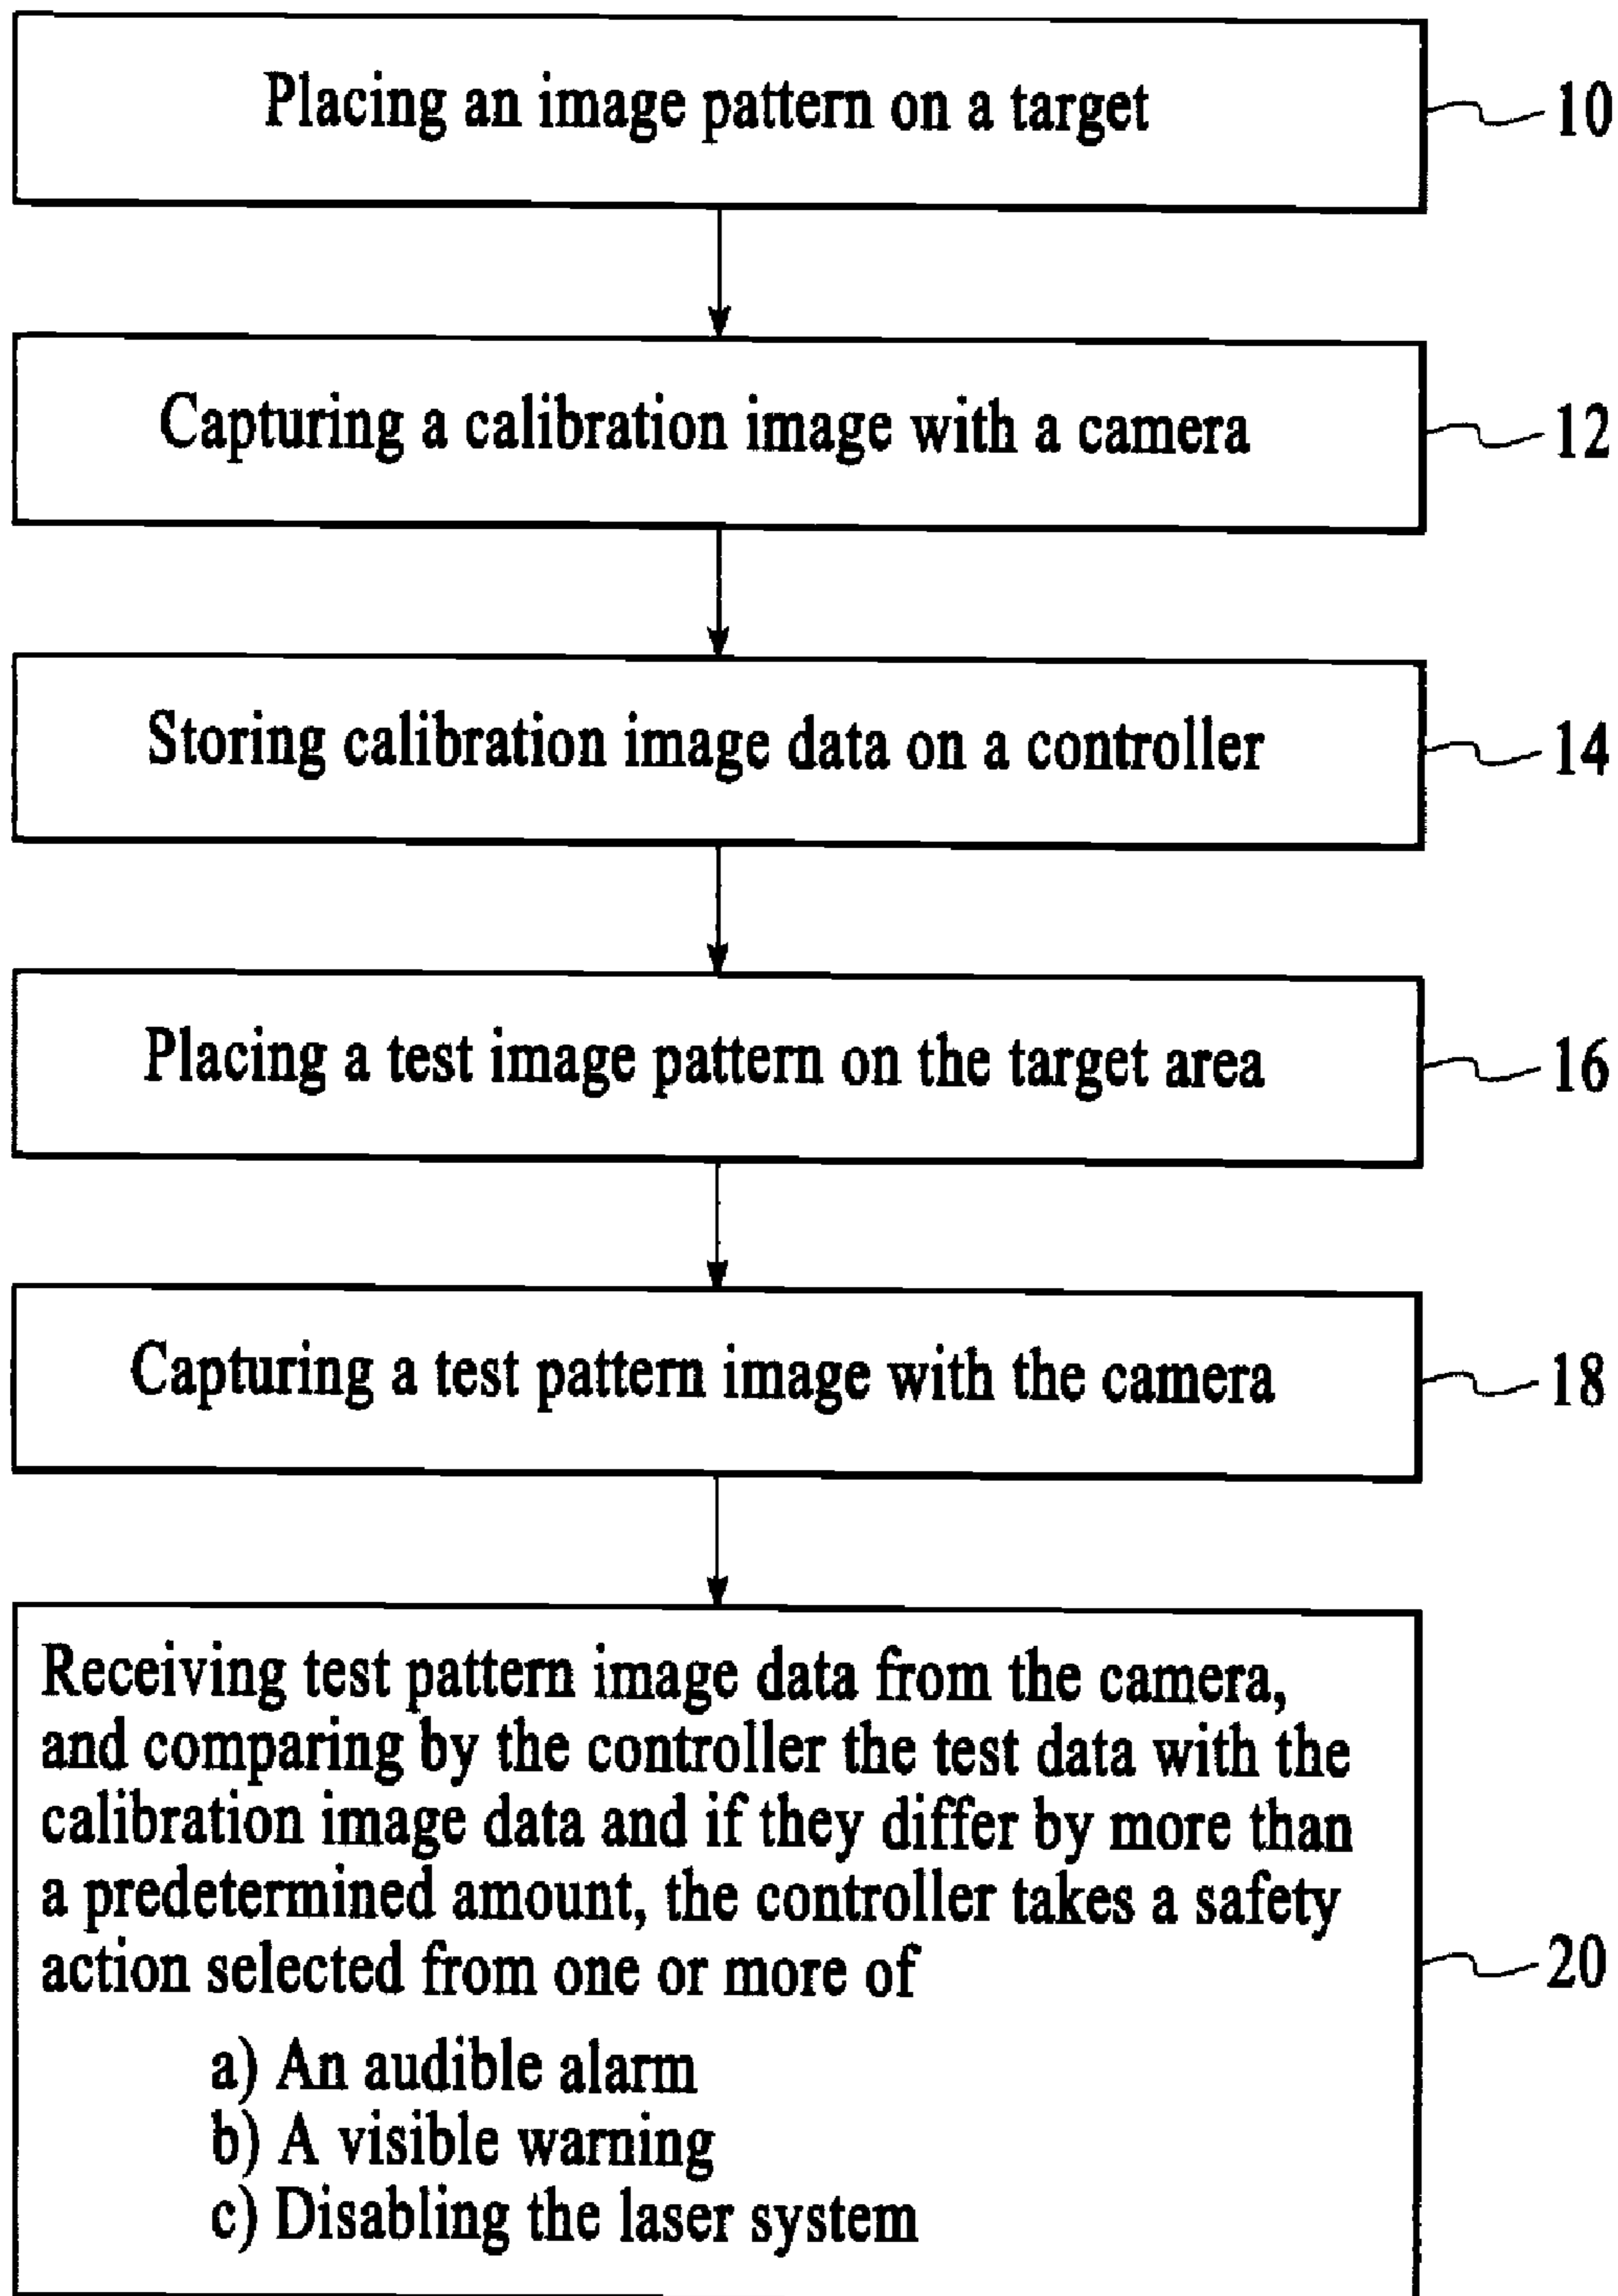 Placing an image pattern on a target
10
Capturing a calibration image with a camera
12
Storing calibration image data on a controller
14
Placing a test image pattern on the target area
16
Capturing a test pattern image with the camera
18
Receiving test pattern image data from the camera,
and comparing by the controller the test data with the
calibration image data and if they differ by more than
a predetermined amount, the controller takes a safety
action selected from one or more of
20
a) An audible alarm
b) A visible warning
c) Disabling the laser system